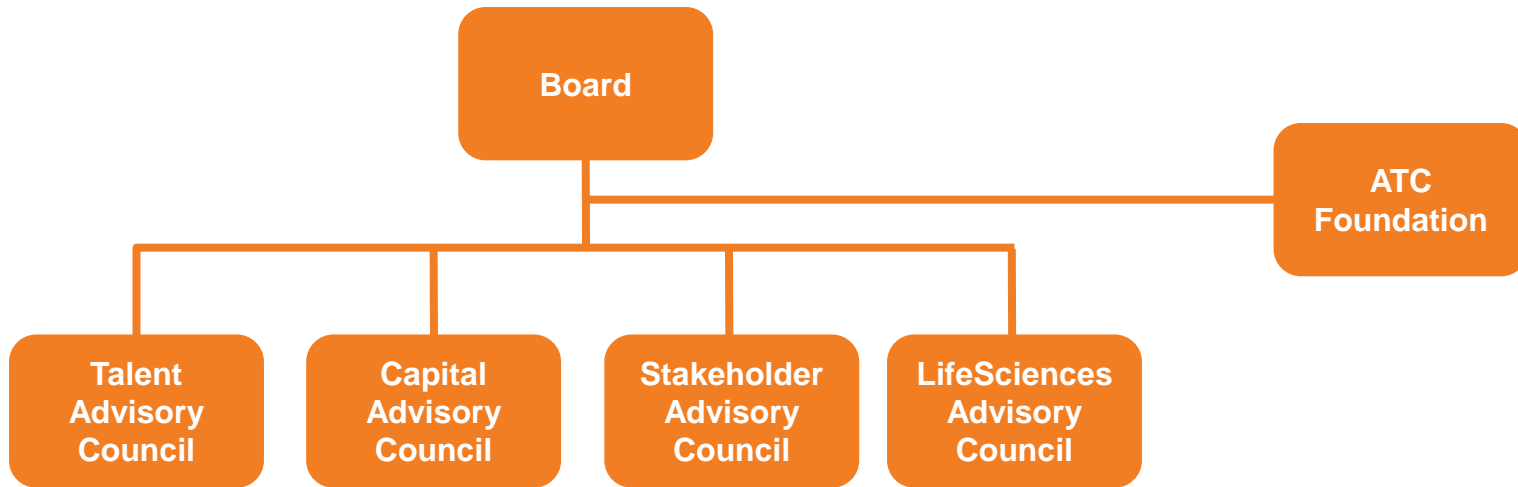 Board
ATC
Foundation
Talent
Advisory
Council
Capital
Advisory
Council
Stakeholder
Advisory
Council
LifeSciences
Advisory
Council